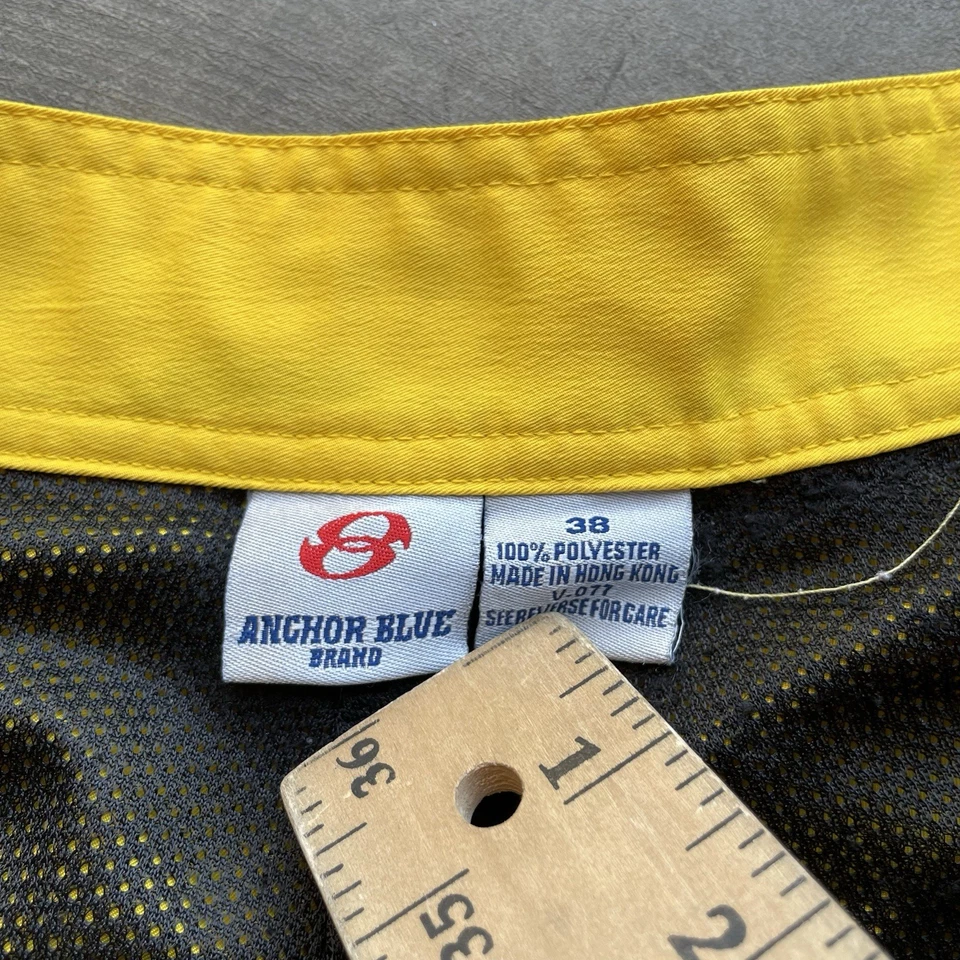 ANCHOR BLUE
BRAND
38
100% POLYESTER
MADE IN HONG KONG
V-077
SEE REVERSE FOR CARE
36
1
35
2